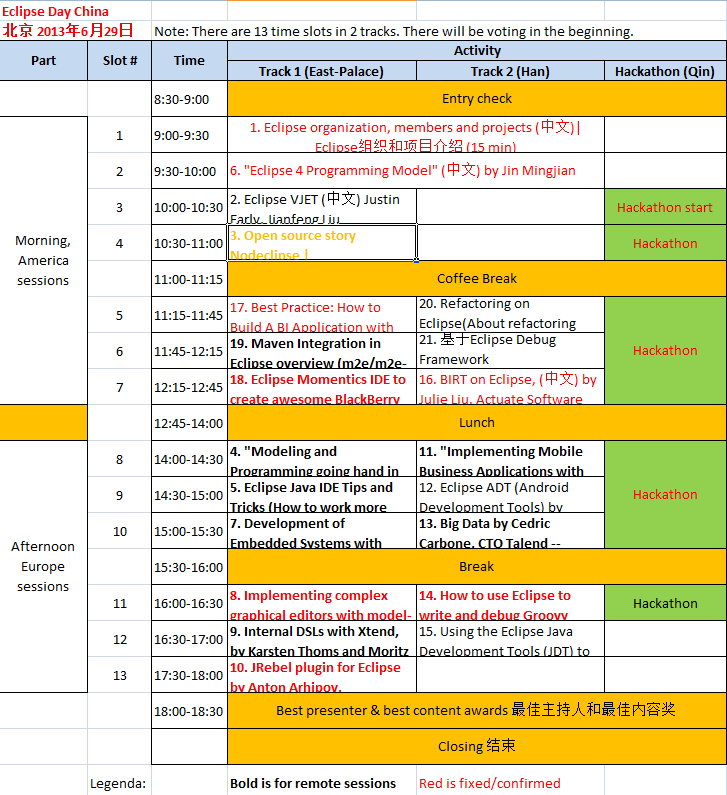 Eclipse Day China
北京 2013年6月29日 Note: There are 13 time slots in 2 tracks. There will be voting in the beginning.
Part Slot # Time Activity
Track 1 (East-Palace) Track 2 (Han) Hackathon (Qin)
8:30-9:00 Entry check
1 9:00-9:30 1. Eclipse organization, members and projects (中文)|
Eclipse组织和项目介绍 (15 min)
2 9:30-10:00 6. "Eclipse 4 Programming Model" (中文) by Jin Mingjian
3 10:00-10:30 2. Eclipse VJET (中文) Justin Hackathon start
Early, Jianfeng Liu
Morning,
America
sessions
4 10:30-11:00 3. Open source story Hackathon
Nodeclipse |
11:00-11:15 Coffee Break
5 11:15-11:45 17. Best Practice: How to 20. Refactoring on
Build A BI Application with Eclipse(About refactoring
6 11:45-12:15 19. Maven Integration in 21. 基于Eclipse Debug Hackathon
Eclipse overview (m2e/m2e- Framework
7 12:15-12:45 18. Eclipse Momentics IDE to 16. BIRT on Eclipse, (中文) by
create awesome BlackBerry Julie Liu, Actuate Software
12:45-14:00 Lunch
8 14:00-14:30 4. "Modeling and 11. "Implementing Mobile
Programming going hand in Business Applications with
9 14:30-15:00 5. Eclipse Java IDE Tips and 12. Eclipse ADT (Android Hackathon
Tricks (How to work more Development Tools) by
10 15:00-15:30 7. Development of 13. Big Data by Cedric
Embedded Systems with Carbone, CTO Talend --
Afternoon
Europe
sessions
15:30-16:00 Break
11 16:00-16:30 8. Implementing complex 14. How to use Eclipse to Hackathon
graphical editors with model- write and debug Groovy
12 16:30-17:00 9. Internal DSLs with Xtend, 15. Using the Eclipse Java
by Karsten Thoms and Moritz Development Tools (JDT) to
13 17:30-18:00 10. JRebel plugin for Eclipse
by Anton Arhipov,
18:00-18:30 Best presenter & best content awards 最佳主持人和最佳内容奖
Closing 结束
Legenda: Bold is for remote sessions Red is fixed/confirmed